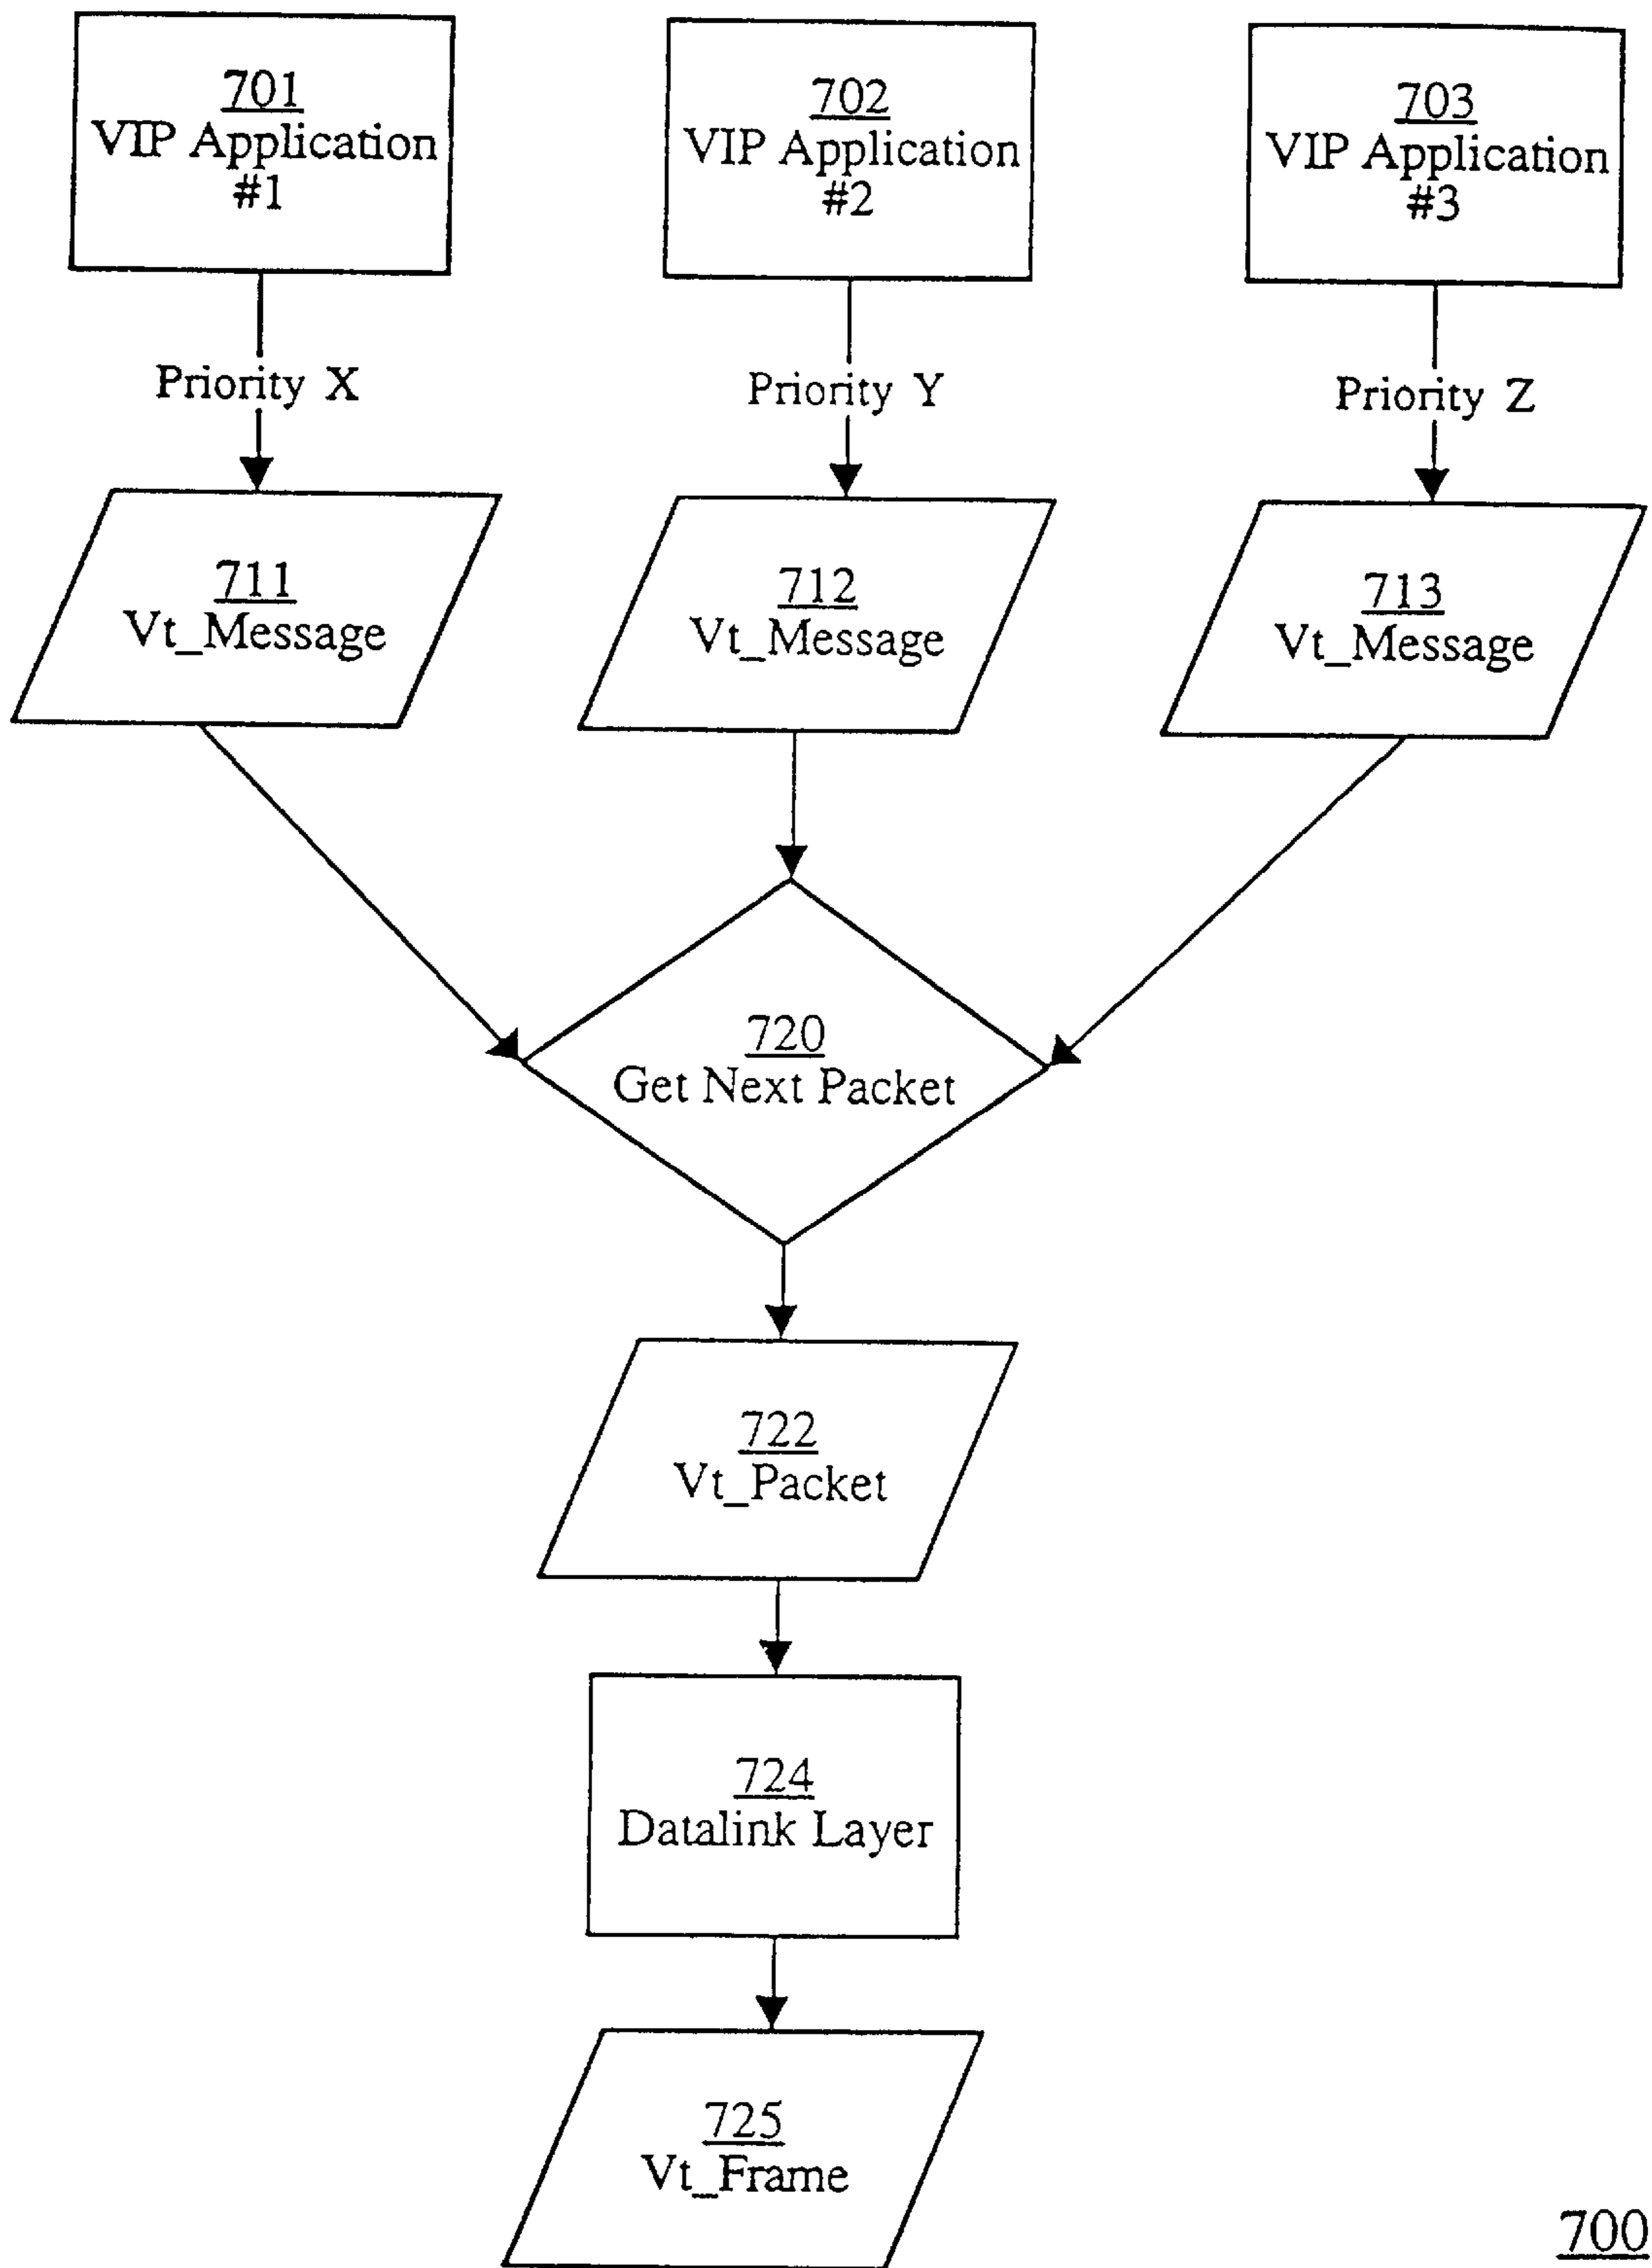 701
VIP Application
#1
702
VIP Application
#2
703
VIP Application
#3
Priority X
Priority Y
Priority Z
711
Vt_Message
712
Vt_Message
713
Vt_Message
720
Get Next Packet
722
Vt_Packet
724
Datalink Layer
725
Vt_Frame
700